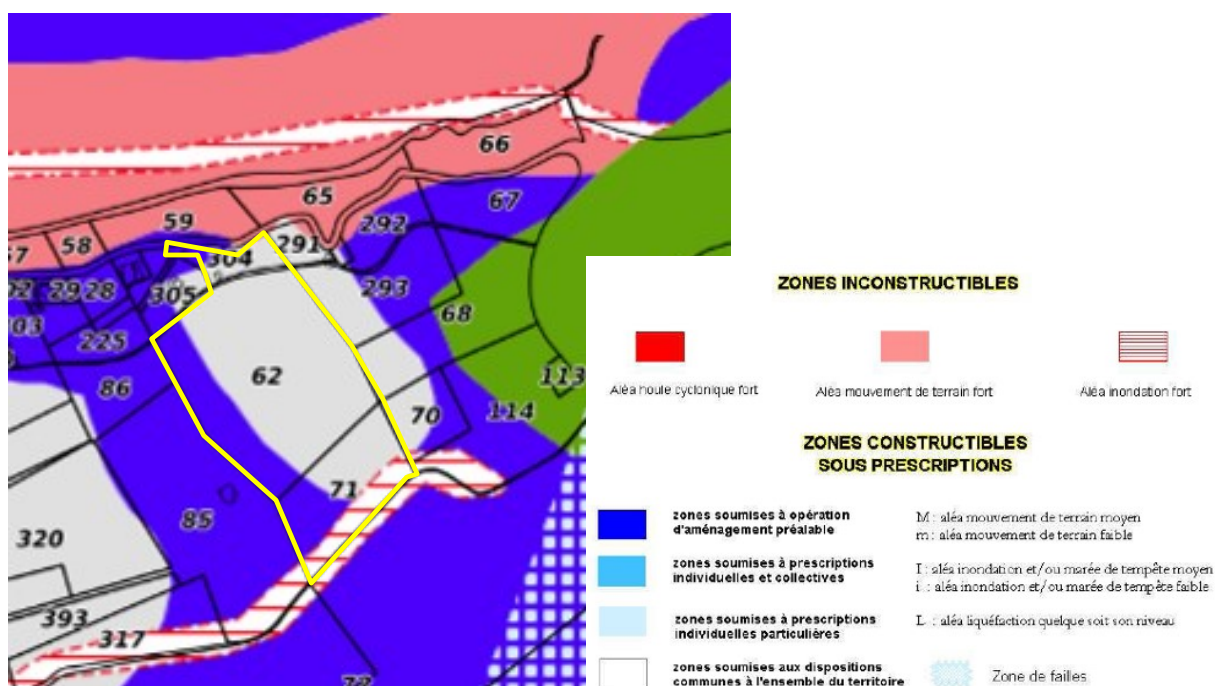 66
65
67
59
292
57
58
291
304
02
29
28
305
293
03
225
68
62
86
113
70
114
71
85
320
393
317
72
ZONES INCONSTRUCTIBLES
Aléa houle cyclonique fort
Aléa mouvement de terrain fort
Aléa inondation fort
ZONES CONSTRUCTIBLES
SOUS PRESCRIPTIONS
zones soumises à opération
d'aménagement préalable
M : aléa mouvement de terrain moyen
m : aléa mouvement de terrain faible
zones soumises à prescriptions
individuelles et collectives
I : aléa inondation et/ou marée de tempête moyen
i : aléa inondation et/ou marée de tempête faible
zones soumises à prescriptions
individuelles particulières
L : aléa liquéfaction quelque soit son niveau
zones soumises aux dispositions
communes à l'ensemble du territoire
Zone de failles